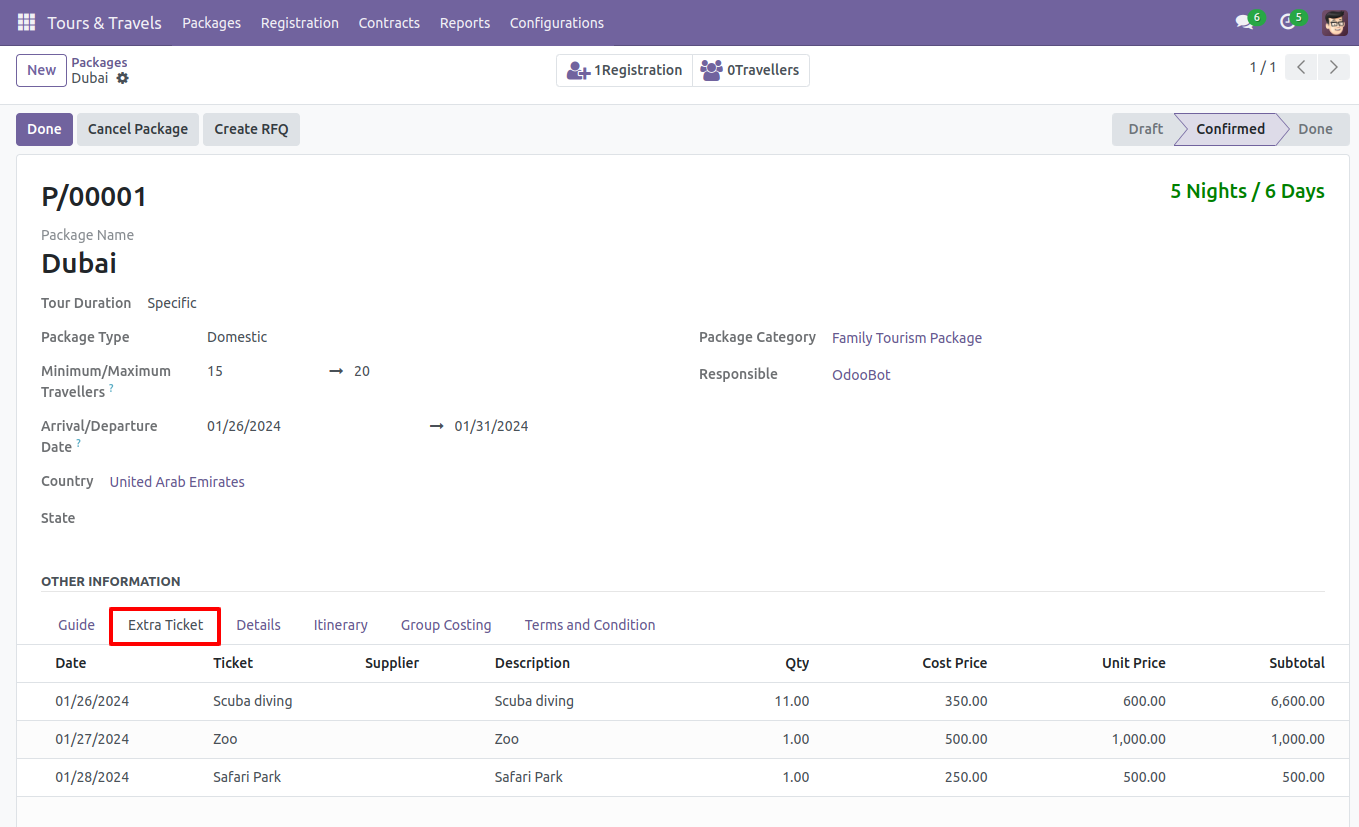 Tours & Travels Packages Registration Contracts Reports Configurations 6 5
New Packages
Dubai
1Registration 0Travellers
1 / 1
Done Cancel Package Create RFQ
Draft Confirmed Done
P/00001
5 Nights / 6 Days
Package Name
Dubai
Tour Duration Specific
Package Type Domestic
Package Category Family Tourism Package
Minimum/Maximum
Travellers ? 15 → 20
Responsible OdooBot
Arrival/Departure
Date ? 01/26/2024 → 01/31/2024
Country United Arab Emirates
State
OTHER INFORMATION
Guide Extra Ticket Details Itinerary Group Costing Terms and Condition
Date Ticket Supplier Description Qty Cost Price Unit Price Subtotal
01/26/2024 Scuba diving Scuba diving 11.00 350.00 600.00 6,600.00
01/27/2024 Zoo Zoo 1.00 500.00 1,000.00 1,000.00
01/28/2024 Safari Park Safari Park 1.00 250.00 500.00 500.00